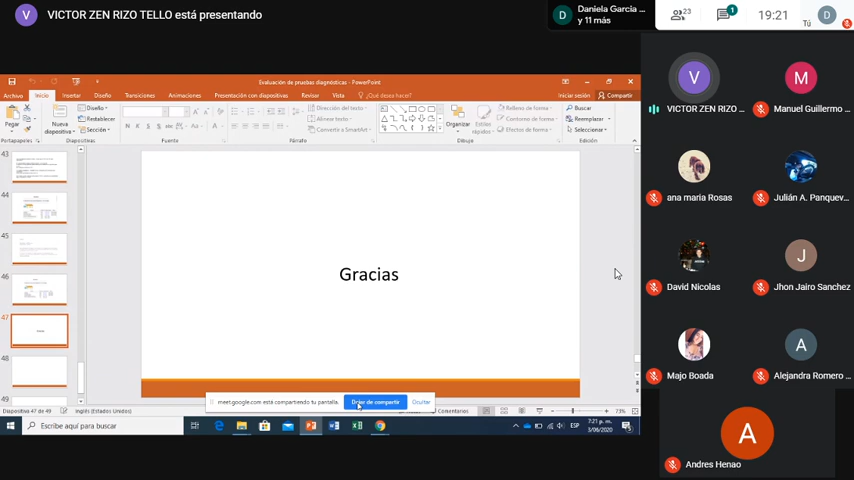 V
VICTOR ZEN RIZO TELLO está presentando
D
Daniela Garcia ...
y 11 más
23
1
19:21
Tú
D
Evaluación de pruebas diagnósticas - PowerPoint
Archivo
Inicio
Insertar
Diseño
Transiciones
Animaciones
Presentación con diapositivas
Revisar
Vista
¿Qué desea hacer?
Iniciar sesión
Compartir
Pegar
Nueva
diapositiva
Diseño
Restablecer
Sección
Dirección del texto
Alinear texto
Convertir a SmartArt
Organizar
Estilos
rápidos
Relleno de forma
Contorno de forma
Efectos de forma
Buscar
Reemplazar
Seleccionar
Portapapeles
Diapositivas
Fuente
Párrafo
Dibujo
Edición
43
44
45
46
47
48
49
Gracias
meet.google.com está compartiendo tu pantalla.
Dejar de compartir
Ocultar
Diapositiva 47 de 49
Inglés (Estados Unidos)
Comentarios
73%
Escribe aquí para buscar
ESP
7:21 p. m.
3/06/2020
V
VICTOR ZEN RIZO ...
M
Manuel Guillermo ...
ana maria Rosas
Julián A. Panquev...
David Nicolas
J
Jhon Jairo Sanchez
Majo Boada
A
Alejandra Romero ...
A
Andres Henao